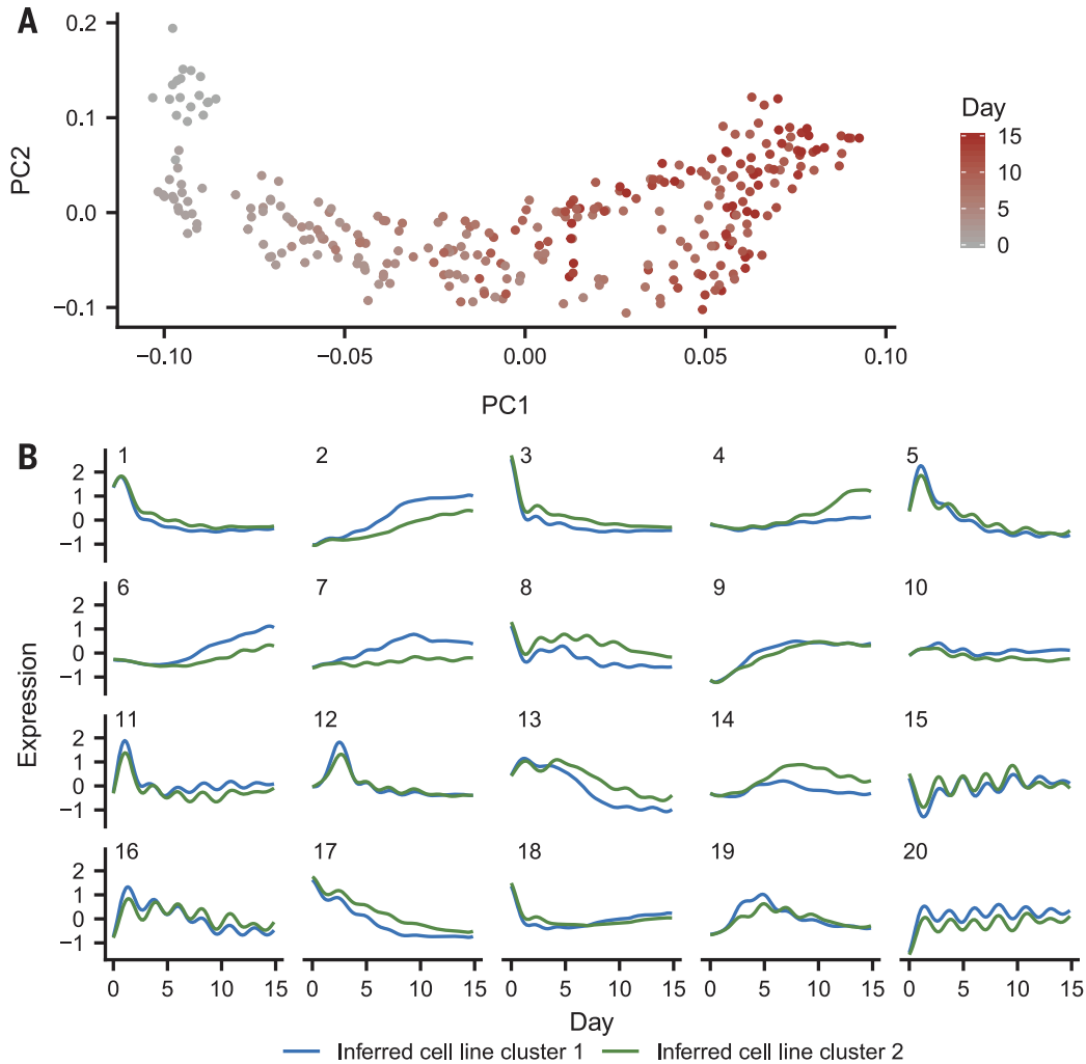 A
0.2
0.1
0.0
−0.1
PC2
−0.10 −0.05 0.00 0.05 0.10
PC1
Day
15
10
5
0
B
1 2 3 4 5
2
1
0
−1
6 7 8 9 10
2
1
0
−1
11 12 13 14 15
2
1
0
−1
16 17 18 19 20
2
1
0
−1
Expression
0 5 10 15 0 5 10 15 0 5 10 15 0 5 10 15 0 5 10 15
Day
Inferred cell line cluster 1 Inferred cell line cluster 2